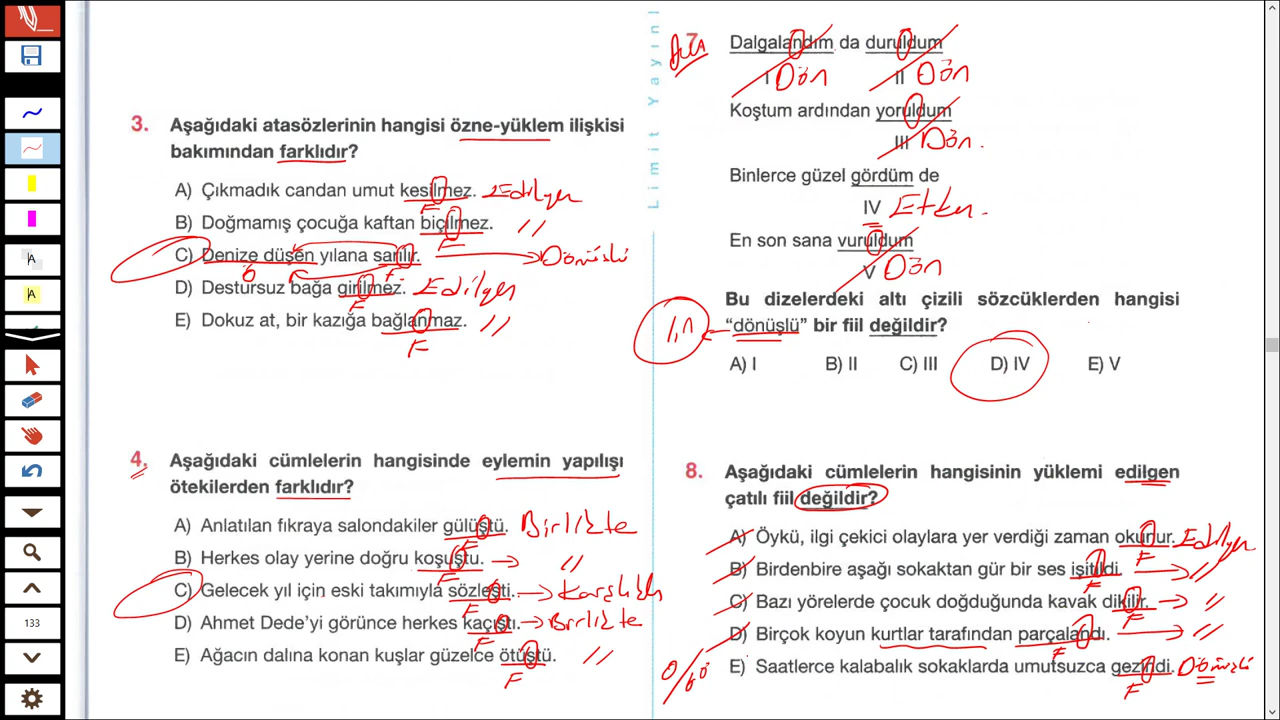 3. Aşağıdaki atasözlerinin hangisi özne-yüklem ilişkisi
bakımından farklıdır?
A) Çıkmadık candan umut kesilmez. Edilgen
F
B) Doğmamış çocuğa kaftan biçilmez. //
F
C) Denize düşen yılana sarılır. Dönüşlü
Ö F
D) Destursuz bağa girilmez. Edilgen
F
E) Dokuz at, bir kazığa bağlanmaz. //
F
4. Aşağıdaki cümlelerin hangisinde eylemin yapılışı
ötekilerden farklıdır?
A) Anlatılan fıkraya salondakiler gülüştü. Birlikte
F
B) Herkes olay yerine doğru koşuştu. //
F
C) Gelecek yıl için eski takımıyla sözleşti. Karşılıklı
F
D) Ahmet Dede'yi görünce herkes kaçıştı. Birlikte
F
E) Ağacın dalına konan kuşlar güzelce ötüştü. //
F
Limit Yayınl
7
Dalgalandım da duruldum
I Dön II Dön
Koştum ardından yoruldum
III Dön.
Binlerce güzel gördüm de
IV Etken.
En son sana vuruldum
V Dön
Bu dizelerdeki altı çizili sözcüklerden hangisi
"dönüşlü" bir fiil değildir?
l,n
A) I B) II C) III D) IV E) V
8. Aşağıdaki cümlelerin hangisinin yüklemi edilgen
çatılı fiil değildir?
A) Öykü, ilgi çekici olaylara yer verdiği zaman okunur. Edilgen
F
B) Birdenbire aşağı sokaktan gür bir ses işitildi. //
F
C) Bazı yörelerde çocuk doğduğunda kavak dikilir. //
F
D) Birçok koyun kurtlar tarafından parçalandı. //
F
E) Saatlerce kalabalık sokaklarda umutsuzca gezindi. Dönüşlü
F
A
A
133